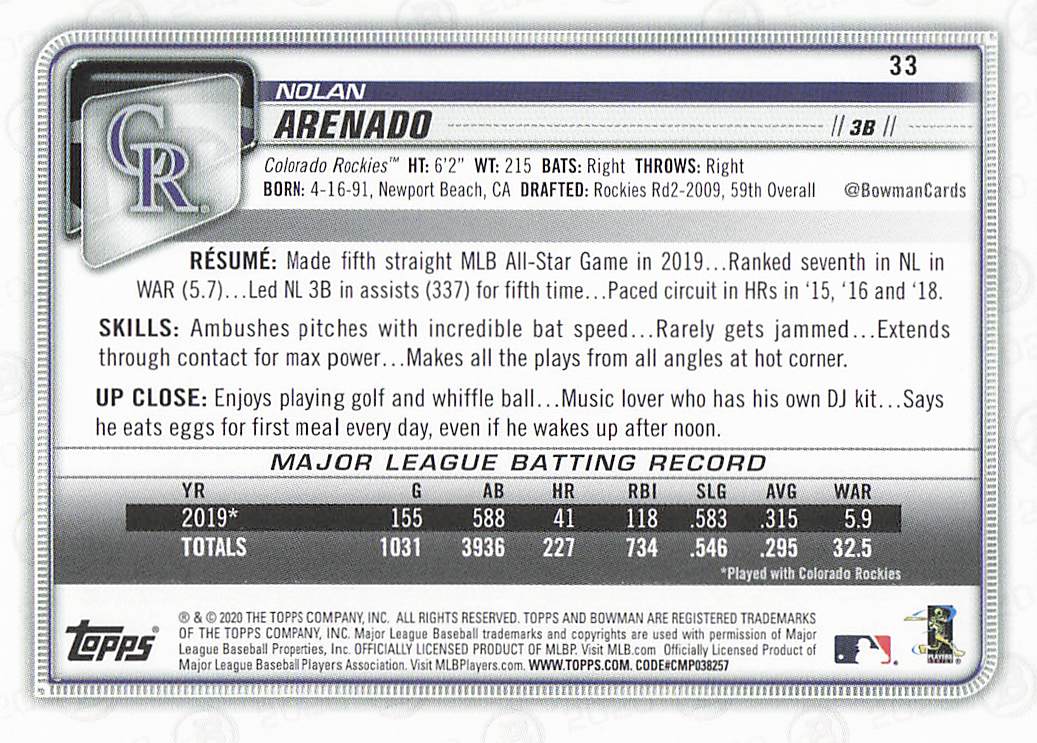 33
NOLAN
ARENADO // 3B //
CR
Colorado Rockies™ HT: 6'2" WT: 215 BATS: Right THROWS: Right
BORN: 4-16-91, Newport Beach, CA DRAFTED: Rockies Rd2-2009, 59th Overall @BowmanCards
RÉSUMÉ: Made fifth straight MLB All-Star Game in 2019...Ranked seventh in NL in
WAR (5.7)...Led NL 3B in assists (337) for fifth time...Paced circuit in HRs in ‘15, ‘16 and ‘18.
SKILLS: Ambushes pitches with incredible bat speed...Rarely gets jammed...Extends
through contact for max power...Makes all the plays from all angles at hot corner.
UP CLOSE: Enjoys playing golf and whiffle ball...Music lover who has his own DJ kit...Says
he eats eggs for first meal every day, even if he wakes up after noon.
MAJOR LEAGUE BATTING RECORD
YR G AB HR RBI SLG AVG WAR
2019* 155 588 41 118 .583 .315 5.9
TOTALS 1031 3936 227 734 .546 .295 32.5
*Played with Colorado Rockies
Topps®
® & © 2020 THE TOPPS COMPANY, INC. ALL RIGHTS RESERVED. TOPPS AND BOWMAN ARE REGISTERED TRADEMARKS
OF THE TOPPS COMPANY, INC. Major League Baseball trademarks and copyrights are used with permission of Major
League Baseball Properties, Inc. OFFICIALLY LICENSED PRODUCT OF MLBP. Visit MLB.com Officially Licensed Product of
Major League Baseball Players Association. Visit MLBPlayers.com. WWW.TOPPS.COM. CODE#CMP038257
PLAYERS